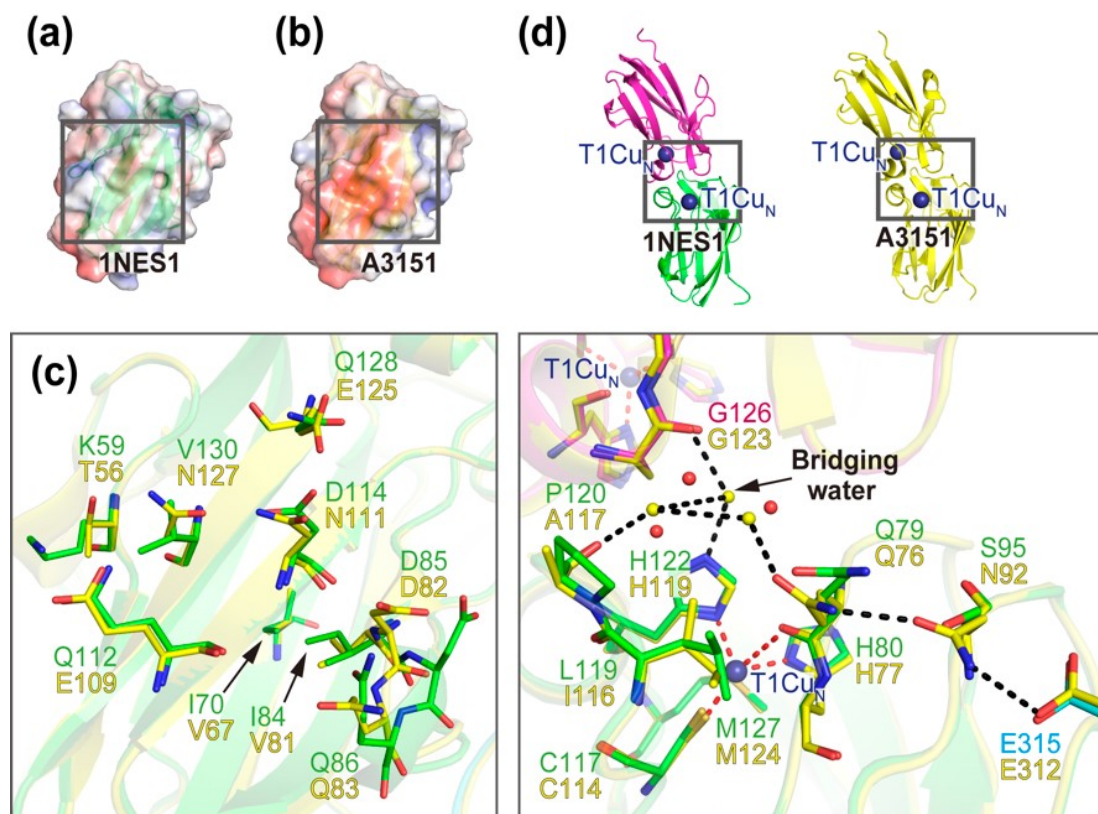 (a)
(b)
(d)
1NES1
A3151
T1CuN
T1CuN
1NES1
T1CuN
T1CuN
A3151
(c)
Q128
E125
K59
T56
V130
N127
D114
N111
D85
D82
Q112
E109
I70
V67
I84
V81
Q86
Q83
T1CuN
G126
G123
Bridging
water
P120
A117
H122
H119
Q79
Q76
S95
N92
L119
I116
H80
H77
T1CuN
M127
M124
C117
C114
E315
E312